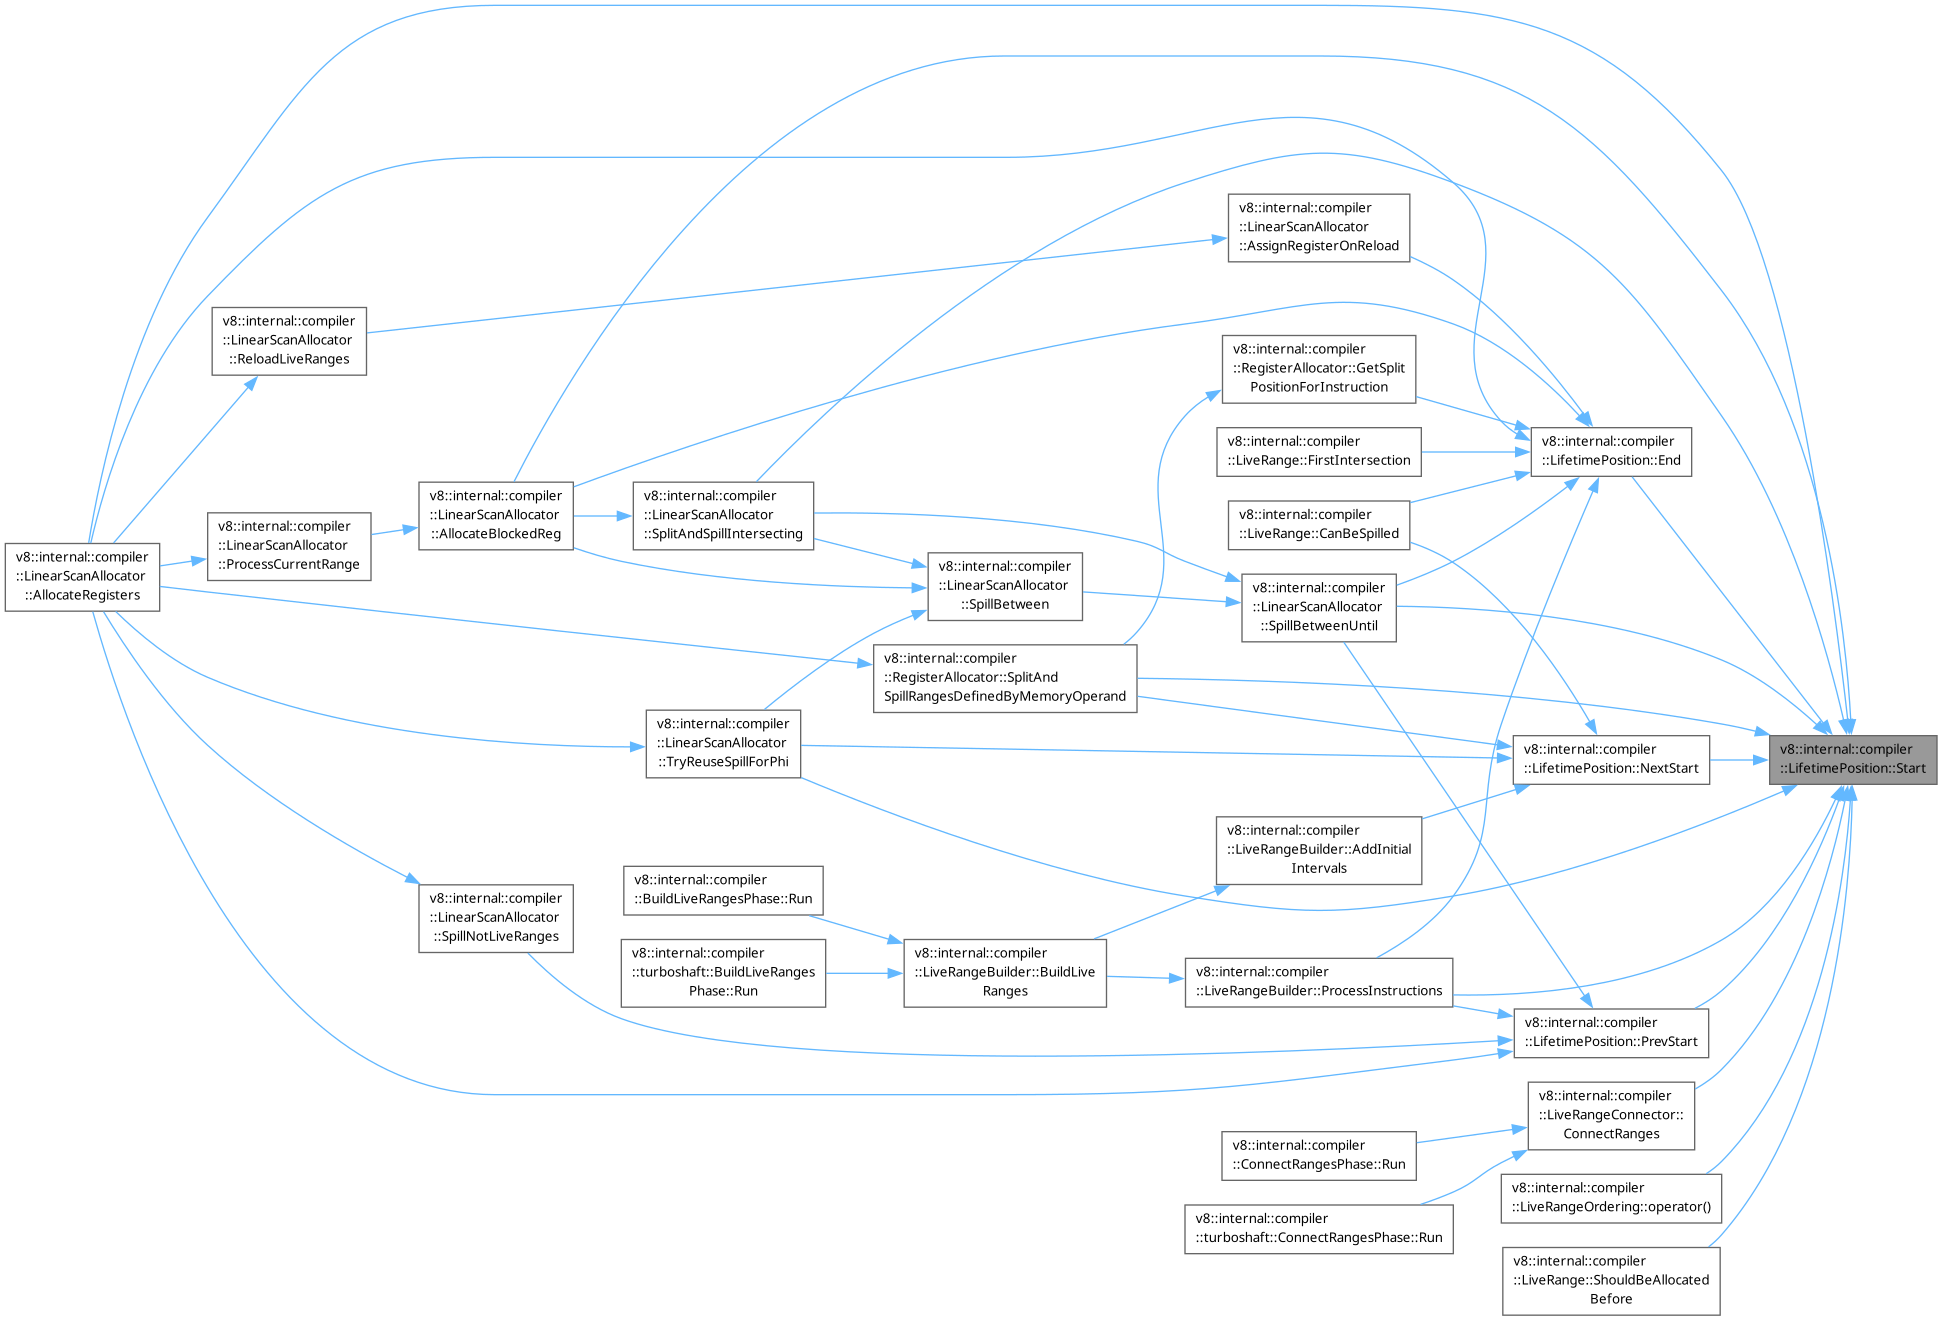 v8::internal::compiler
::LinearScanAllocator
::AssignRegisterOnReload
v8::internal::compiler
::LinearScanAllocator
::ReloadLiveRanges
v8::internal::compiler
::RegisterAllocator::GetSplit
PositionForInstruction
v8::internal::compiler
::LiveRange::FirstIntersection
v8::internal::compiler
::LifetimePosition::End
v8::internal::compiler
::LinearScanAllocator
::AllocateBlockedReg
v8::internal::compiler
::LinearScanAllocator
::SplitAndSpillIntersecting
v8::internal::compiler
::LiveRange::CanBeSpilled
v8::internal::compiler
::LinearScanAllocator
::ProcessCurrentRange
v8::internal::compiler
::LinearScanAllocator
::AllocateRegisters
v8::internal::compiler
::LinearScanAllocator
::SpillBetween
v8::internal::compiler
::LinearScanAllocator
::SpillBetweenUntil
v8::internal::compiler
::RegisterAllocator::SplitAnd
SpillRangesDefinedByMemoryOperand
v8::internal::compiler
::LinearScanAllocator
::TryReuseSpillForPhi
v8::internal::compiler
::LifetimePosition::NextStart
v8::internal::compiler
::LifetimePosition::Start
v8::internal::compiler
::LiveRangeBuilder::AddInitial
Intervals
v8::internal::compiler
::BuildLiveRangesPhase::Run
v8::internal::compiler
::LinearScanAllocator
::SpillNotLiveRanges
v8::internal::compiler
::turboshaft::BuildLiveRanges
Phase::Run
v8::internal::compiler
::LiveRangeBuilder::BuildLive
Ranges
v8::internal::compiler
::LiveRangeBuilder::ProcessInstructions
v8::internal::compiler
::LifetimePosition::PrevStart
v8::internal::compiler
::LiveRangeConnector::
ConnectRanges
v8::internal::compiler
::ConnectRangesPhase::Run
v8::internal::compiler
::LiveRangeOrdering::operator()
v8::internal::compiler
::turboshaft::ConnectRangesPhase::Run
v8::internal::compiler
::LiveRange::ShouldBeAllocated
Before